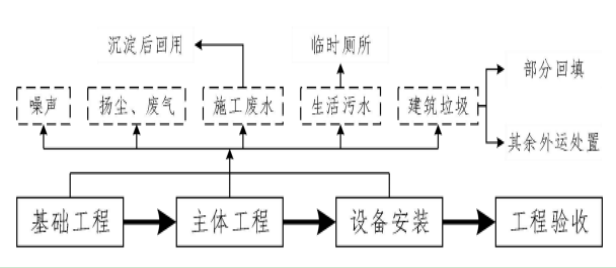 沉淀后回用
临时厕所
部分回填
噪声
扬尘、废气
施工废水
生活污水
建筑垃圾
其余外运处置
基础工程
主体工程
设备安装
工程验收